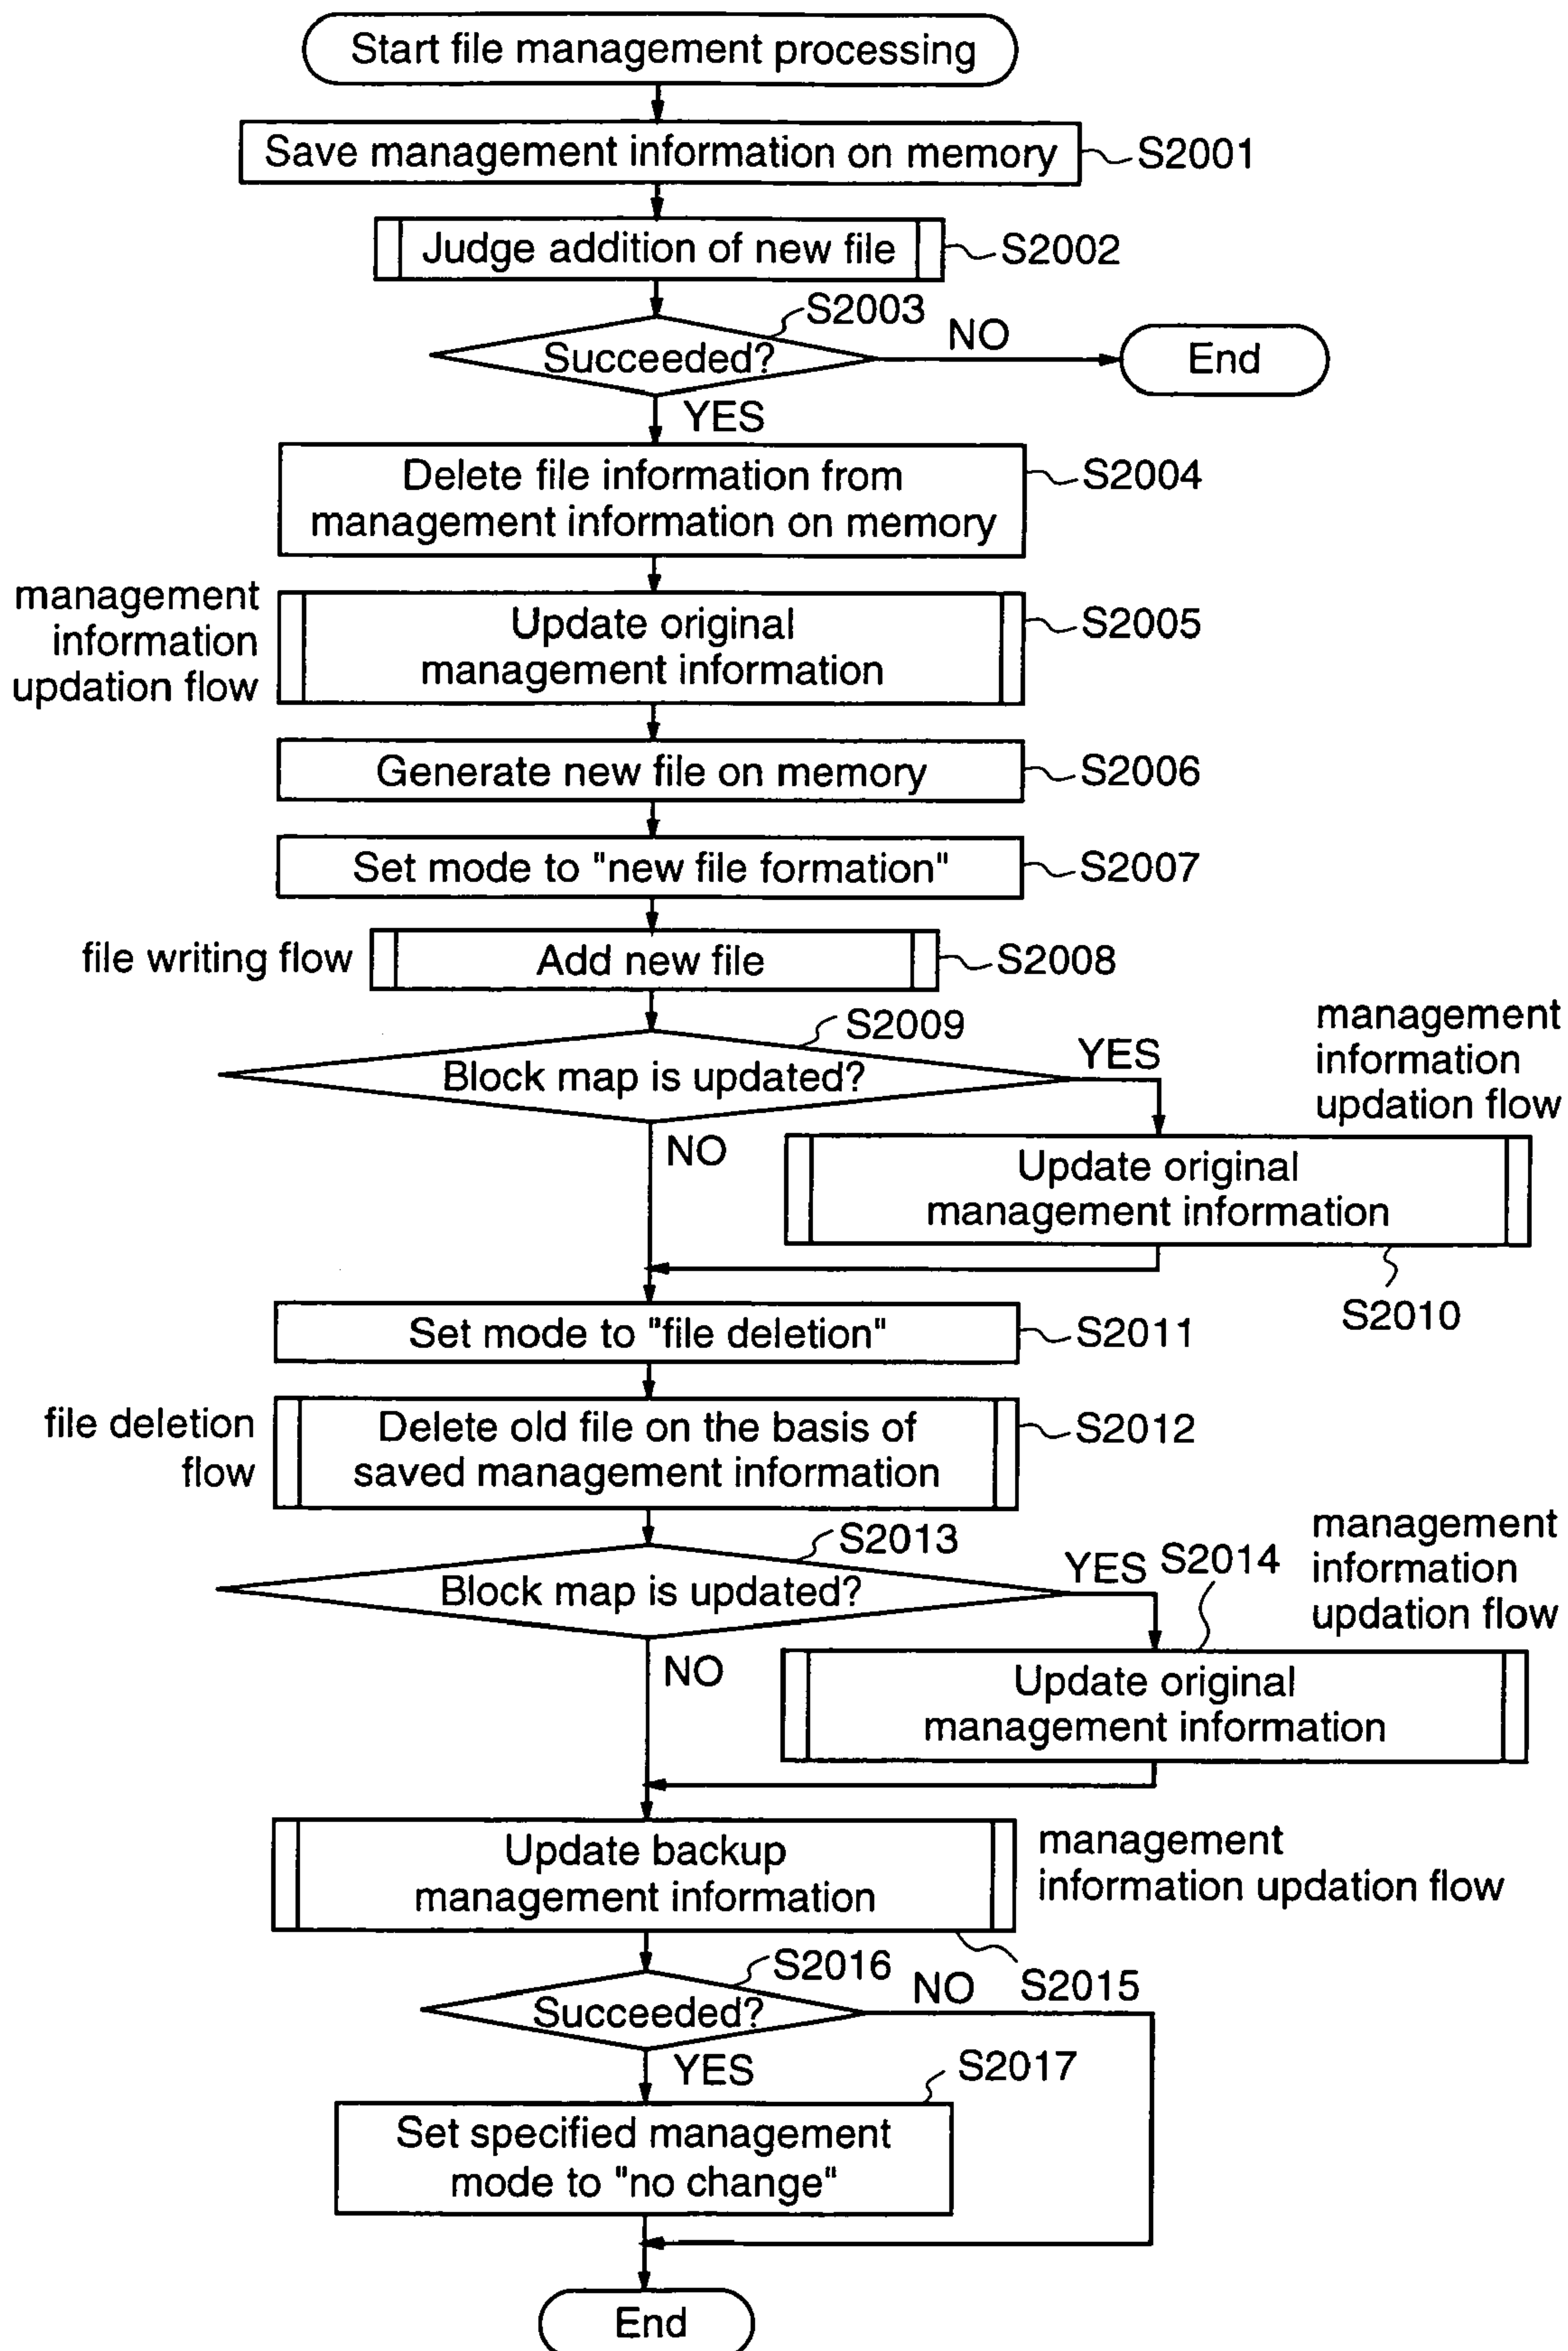 Start file management processing
Save management information on memory
S2001
Judge addition of new file
S2002
S2003
Succeeded?
NO
End
YES
Delete file information from
management information on memory
S2004
management
information
updation flow
Update original
management information
S2005
Generate new file on memory
S2006
Set mode to "new file formation"
S2007
file writing flow
Add new file
S2008
S2009
Block map is updated?
YES
management
information
updation flow
NO
Update original
management information
S2010
Set mode to "file deletion"
S2011
file deletion
flow
Delete old file on the basis of
saved management information
S2012
S2013
Block map is updated?
YES
S2014
management
information
updation flow
NO
Update original
management information
Update backup
management information
management
information updation flow
S2015
S2016
Succeeded?
NO
YES
S2017
Set specified management
mode to "no change"
End